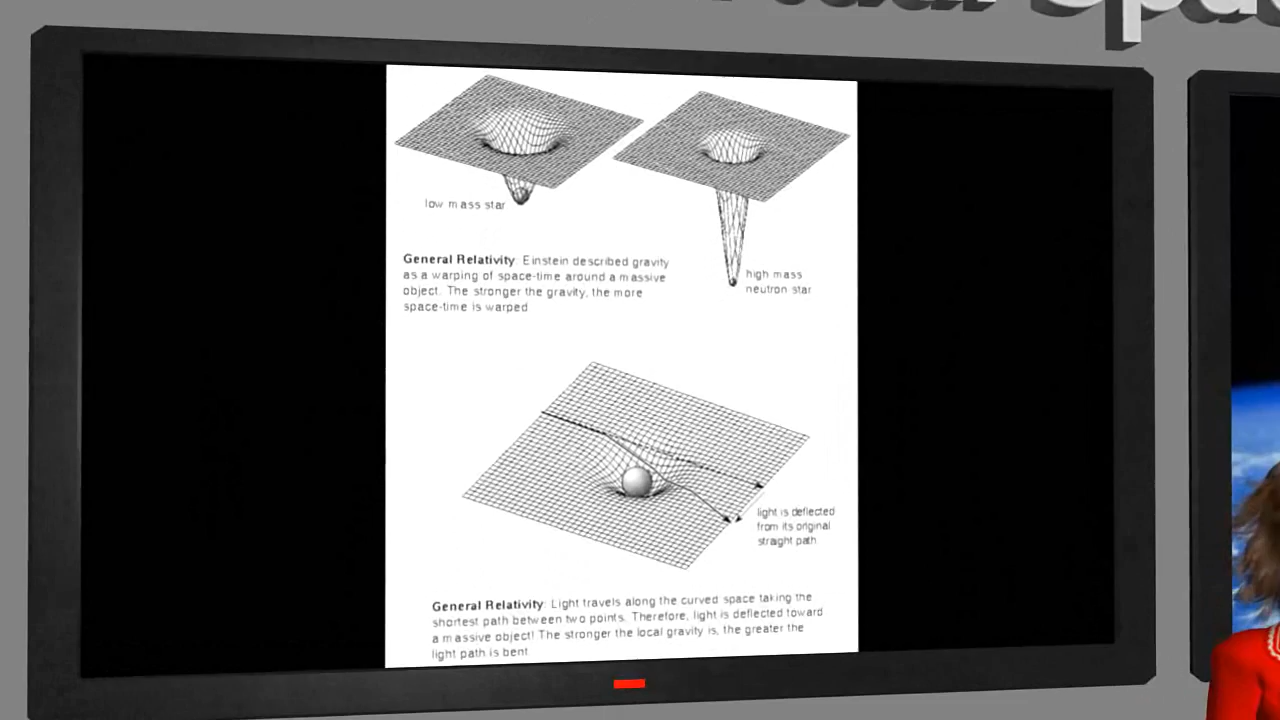 low mass star
General Relativity: Einstein described gravity
as a warping of space-time around a massive
object. The stronger the gravity, the more
space-time is warped
high mass
neutron star
light is deflected
from its original
straight path
General Relativity: Light travels along the curved space taking the
shortest path between two points. Therefore, light is deflected toward
a massive object! The stronger the local gravity is, the greater the
light path is bent